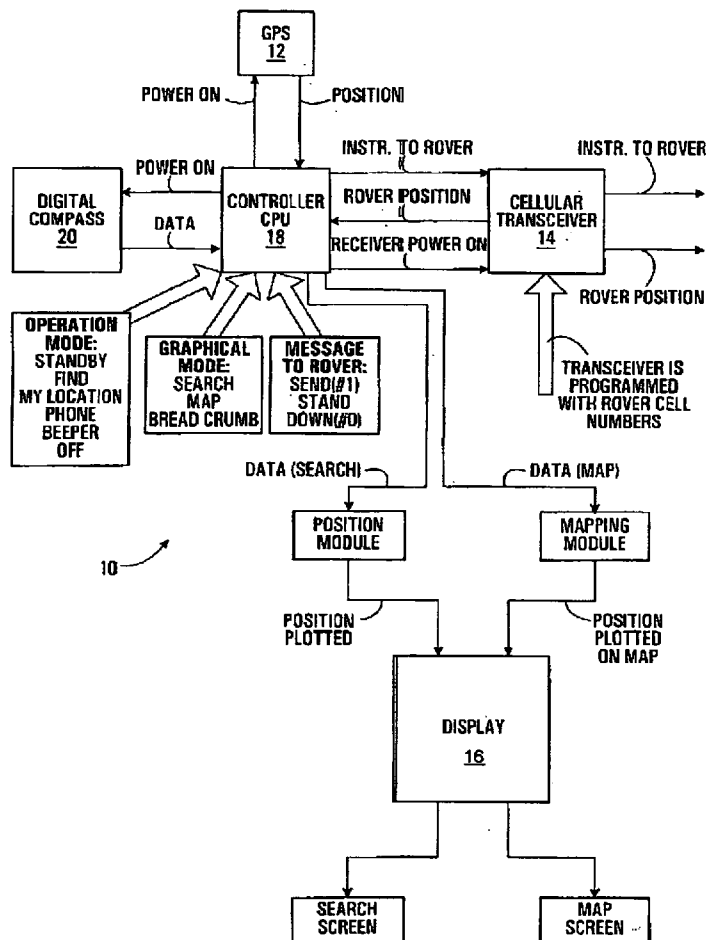 GPS
12
POWER ON
POSITION
INSTR. TO ROVER
INSTR. TO ROVER
POWER ON
DIGITAL
COMPASS
20
DATA
CONTROLLER
CPU
18
ROVER POSITION
RECEIVER POWER ON
CELLULAR
TRANSCEIVER
14
ROVER POSITION
OPERATION
MODE:
STANDBY
FIND
MY LOCATION
PHONE
BEEPER
OFF
GRAPHICAL
MODE:
SEARCH
MAP
BREAD CRUMB
MESSAGE
TO ROVER:
SEND(#1)
STAND
DOWN(#0)
TRANSCEIVER IS
PROGRAMMED
WITH ROVER CELL
NUMBERS
DATA (SEARCH)
DATA (MAP)
POSITION
MODULE
MAPPING
MODULE
10
POSITION
PLOTTED
POSITION
PLOTTED
ON MAP
DISPLAY
16
SEARCH
SCREEN
MAP
SCREEN